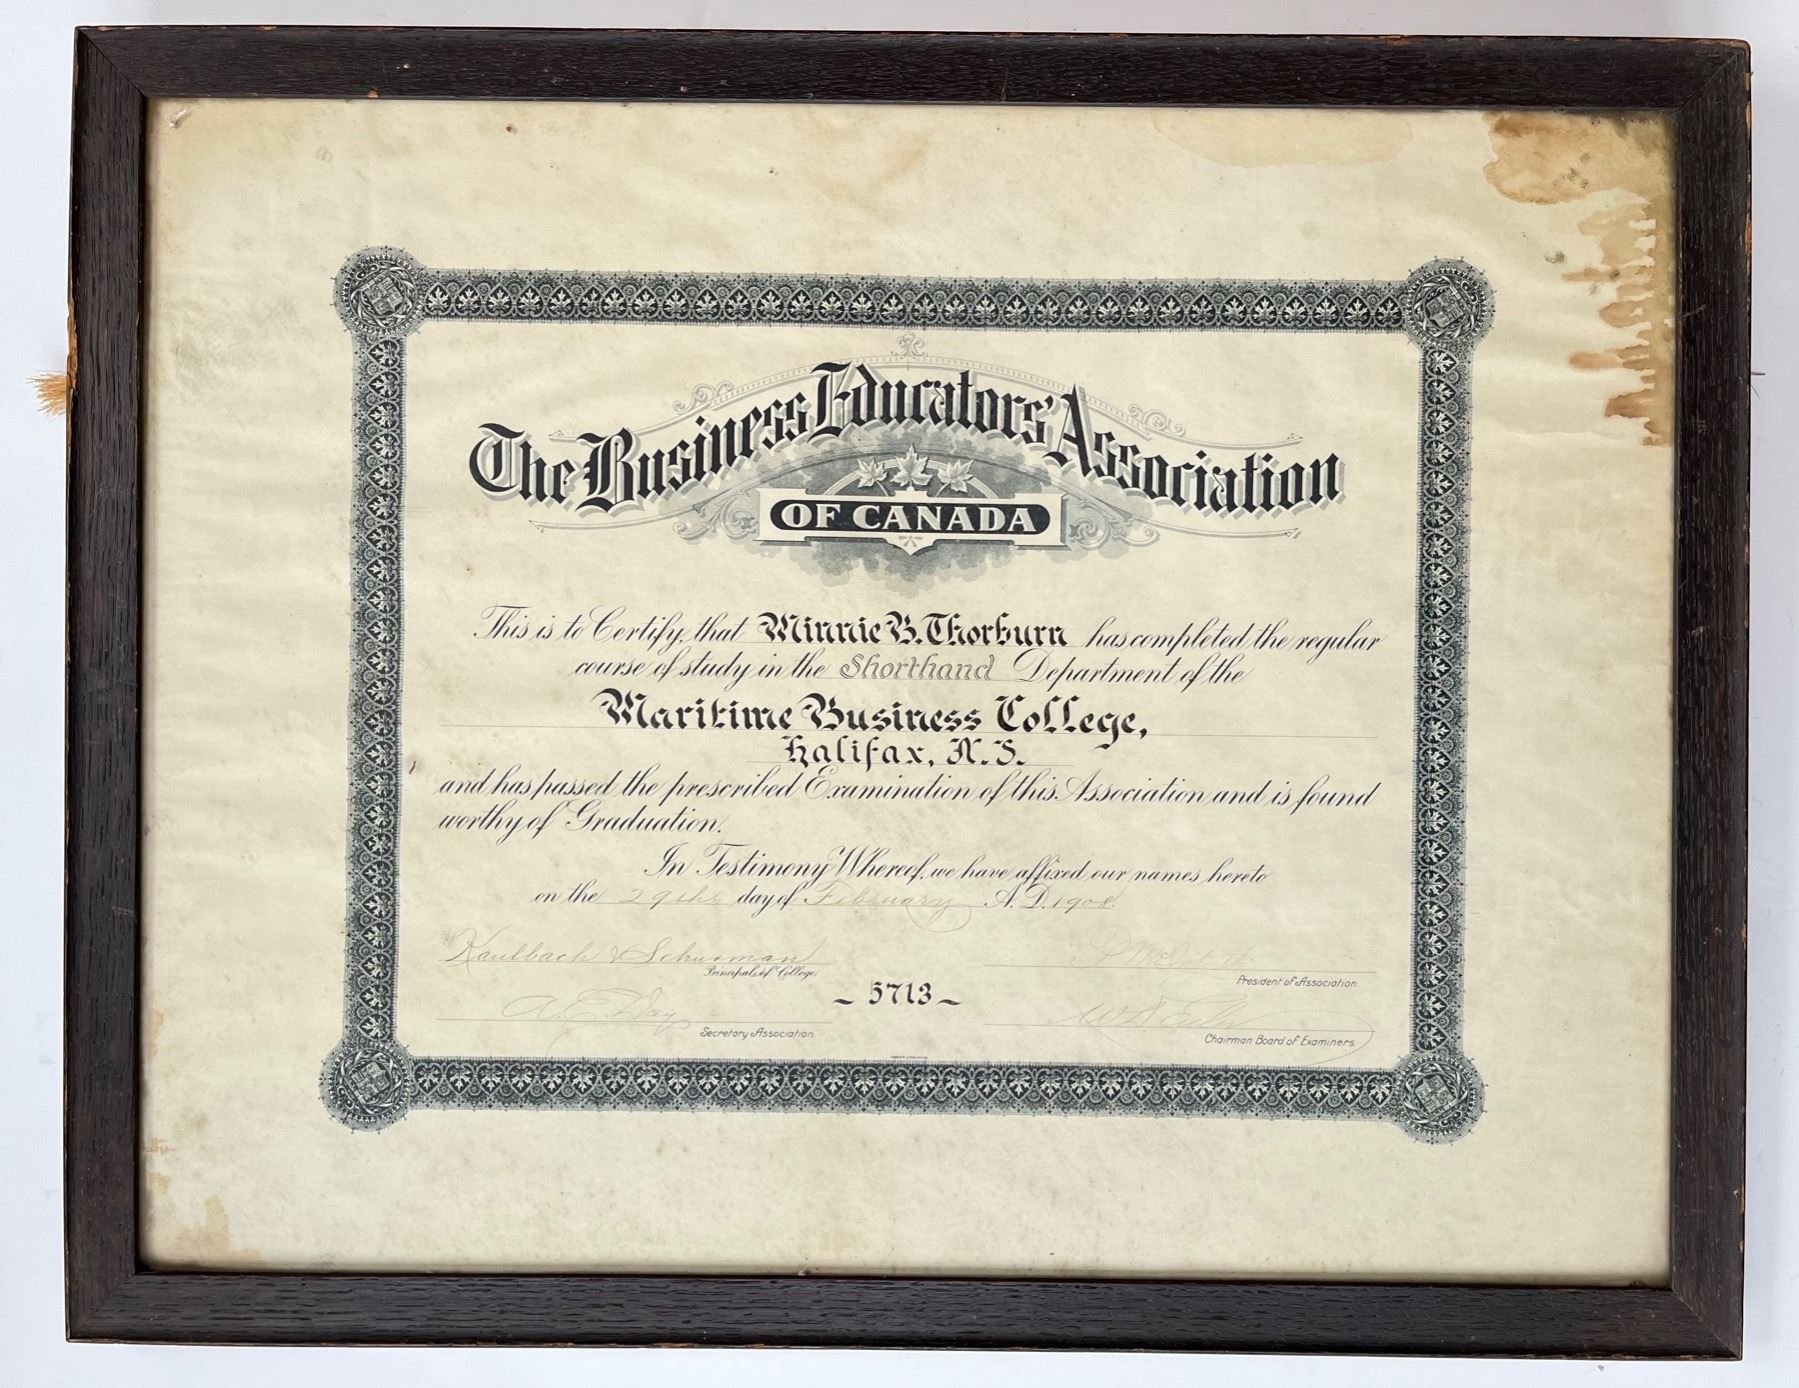 The Business Educators' Association
OF CANADA
This is to Certify, that Minnie B. Thorburn has completed the regular
course of study in the Shorthand Department of the
Maritime Business College,
Halifax, N.S.
and has passed the prescribed Examination of this Association and is found
worthy of Graduation.
In Testimony Whereof, we have affixed our names hereto
on the 29th day of February A.D. 1908.
Kaulbach & Schurman
Principals of College
President of Association.
- 5713 -
A. E. Day
Secretary Association.
Chairman Board of Examiners.